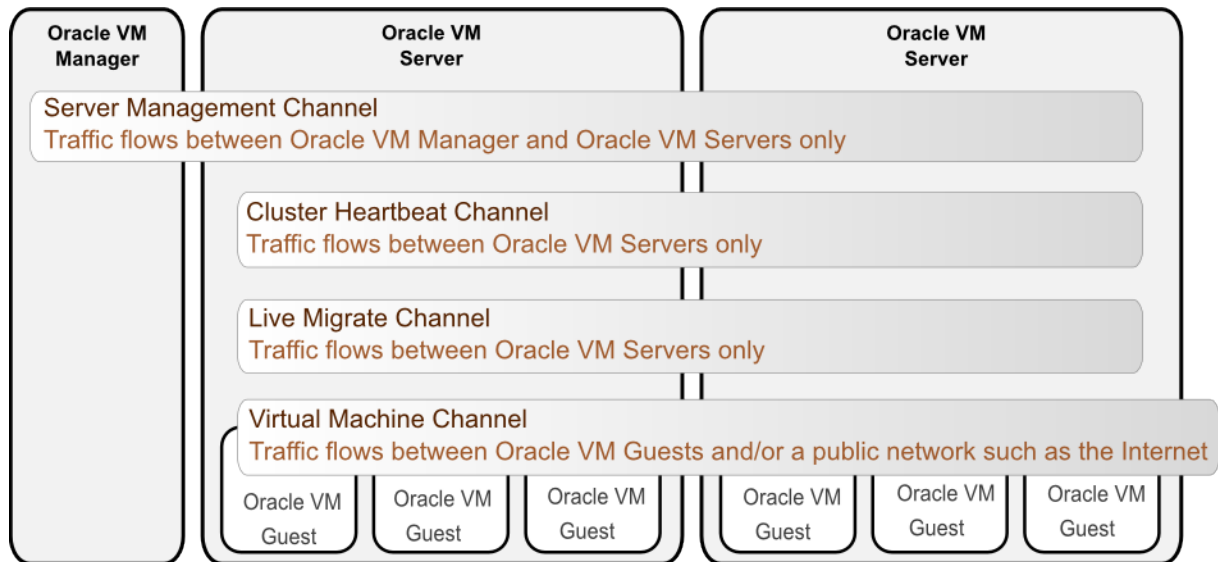 Oracle VM
Manager
Oracle VM
Server
Oracle VM
Server
Server Management Channel
Traffic flows between Oracle VM Manager and Oracle VM Servers only
Cluster Heartbeat Channel
Traffic flows between Oracle VM Servers only
Live Migrate Channel
Traffic flows between Oracle VM Servers only
Virtual Machine Channel
Traffic flows between Oracle VM Guests and/or a public network such as the Internet
Oracle VM
Guest
Oracle VM
Guest
Oracle VM
Guest
Oracle VM
Guest
Oracle VM
Guest
Oracle VM
Guest